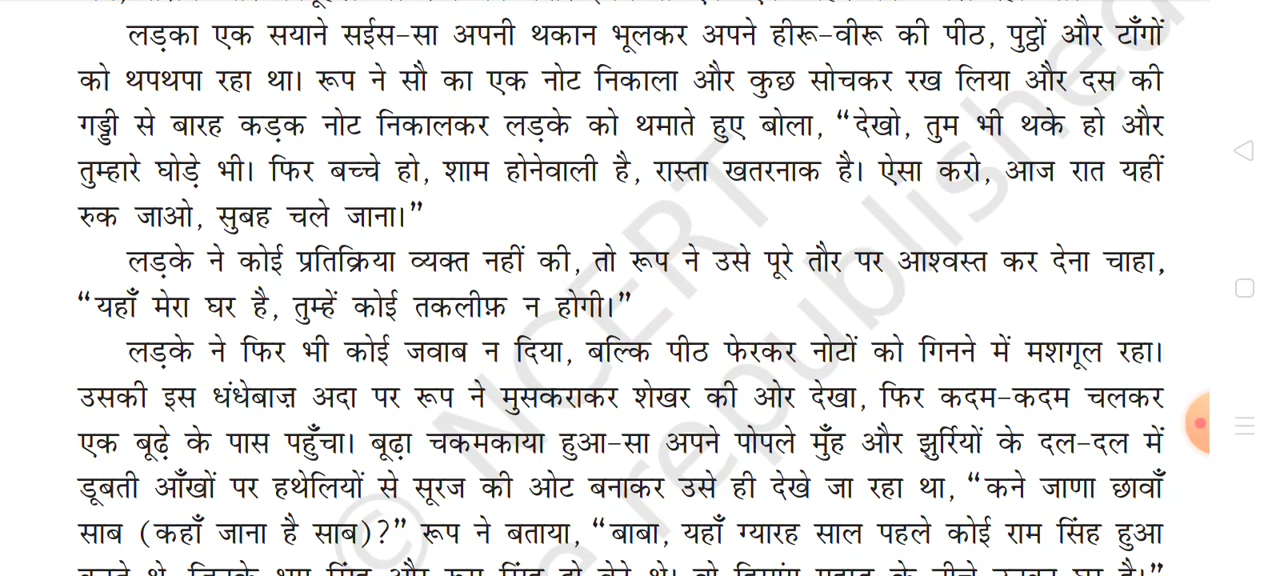 लड़का एक सयाने सईस-सा अपनी थकान भूलकर अपने हीरू-वीरू की पीठ, पुट्ठों और टाँगों
को थपथपा रहा था। रूप ने सौ का एक नोट निकाला और कुछ सोचकर रख लिया और दस की
गड्डी से बारह कड़क नोट निकालकर लड़के को थमाते हुए बोला, “देखो, तुम भी थके हो और
तुम्हारे घोड़े भी। फिर बच्चे हो, शाम होनेवाली है, रास्ता खतरनाक है। ऐसा करो, आज रात यहीं
रुक जाओ, सुबह चले जाना।”
लड़के ने कोई प्रतिक्रिया व्यक्त नहीं की, तो रूप ने उसे पूरे तौर पर आश्वस्त कर देना चाहा,
“यहाँ मेरा घर है, तुम्हें कोई तकलीफ़ न होगी।”
लड़के ने फिर भी कोई जवाब न दिया, बल्कि पीठ फेरकर नोटों को गिनने में मशगूल रहा।
उसकी इस धंधेबाज़ अदा पर रूप ने मुसकराकर शेखर की ओर देखा, फिर कदम-कदम चलकर
एक बूढ़े के पास पहुँचा। बूढ़ा चकमकाया हुआ-सा अपने पोपले मुँह और झुर्रियों के दल-दल में
डूबती आँखों पर हथेलियों से सूरज की ओट बनाकर उसे ही देखे जा रहा था, “कने जाणा छावाँ
साब (कहाँ जाना है साब)?” रूप ने बताया, “बाबा, यहाँ ग्यारह साल पहले कोई राम सिंह हुआ
© NCERT
republished